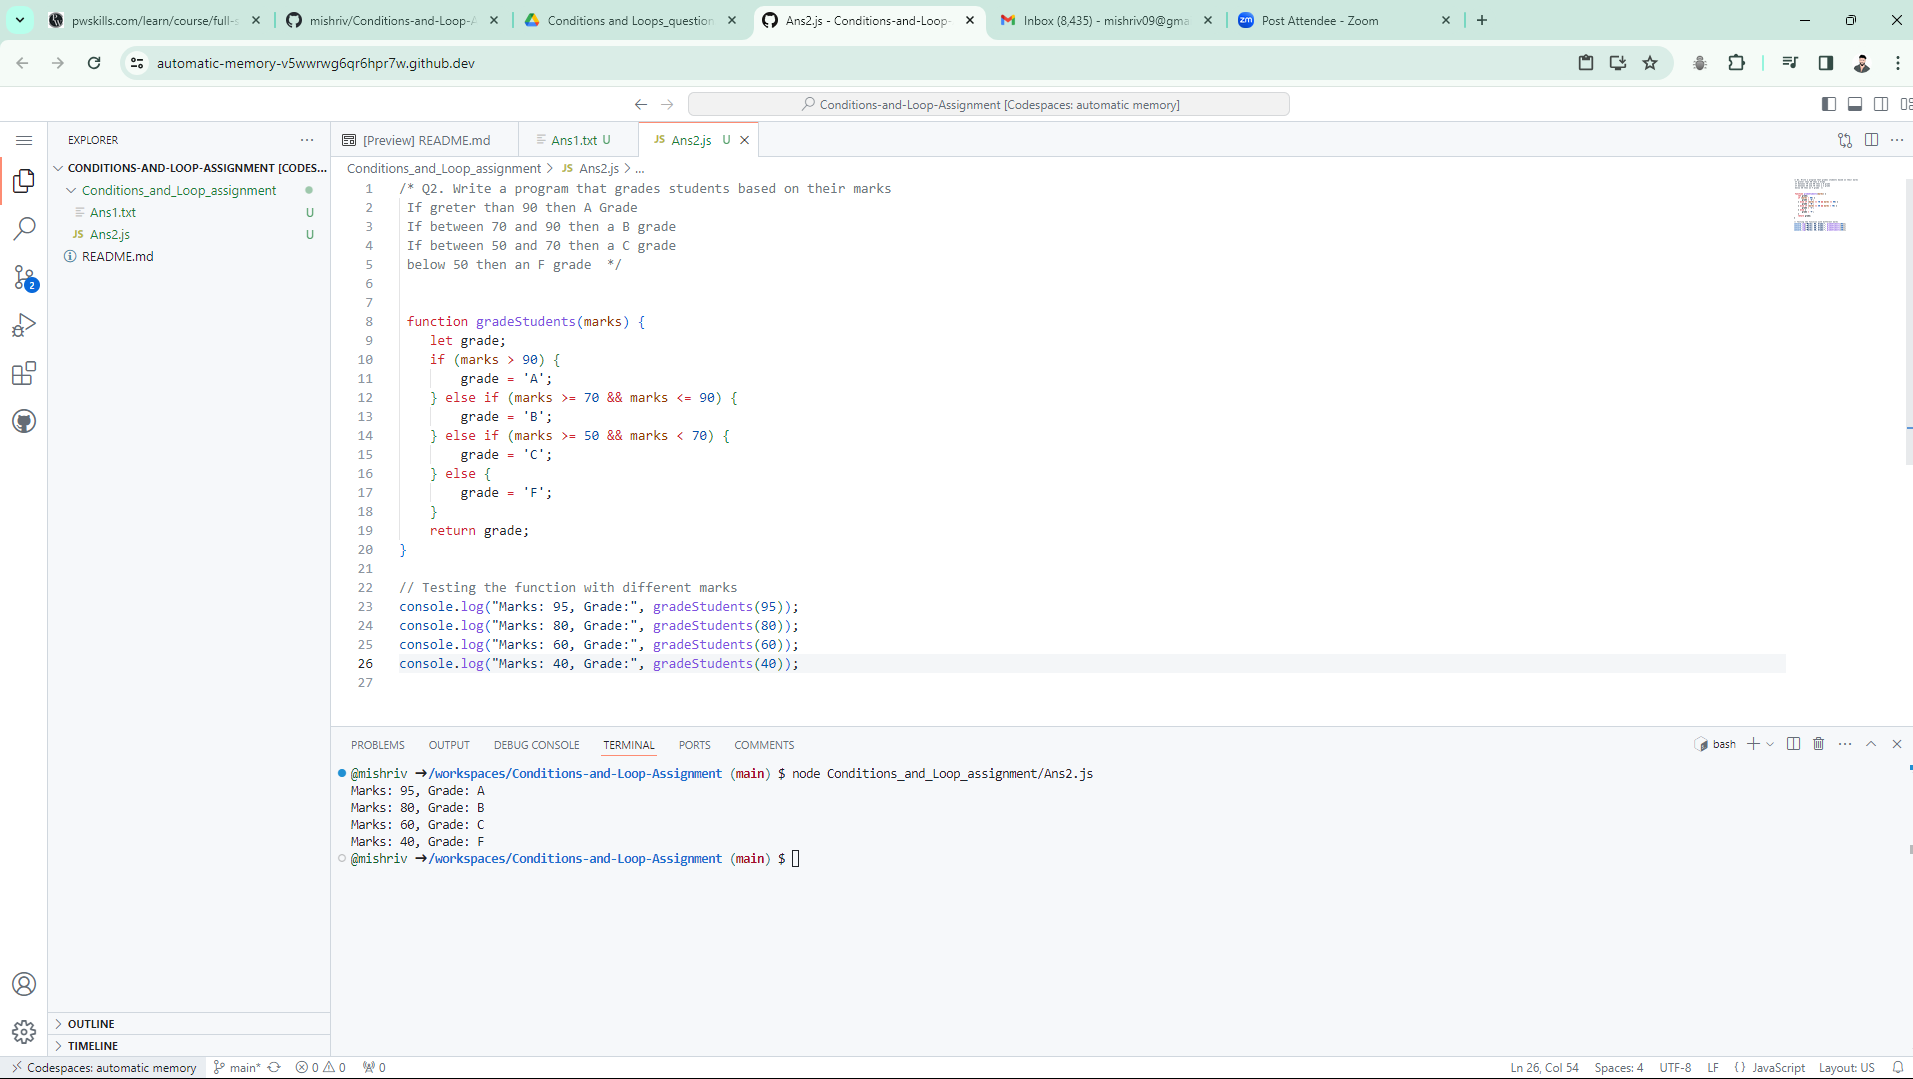 pwskills.com/learn/course/full-s
mishriv/Conditions-and-Loop-A
Conditions and Loops_question
Ans2.js - Conditions-and-Loop-
Inbox (8,435) - mishriv09@gma
zm Post Attendee - Zoom
automatic-memory-v5wwrwg6qr6hpr7w.github.dev
Conditions-and-Loop-Assignment [Codespaces: automatic memory]
EXPLORER
[Preview] README.md
Ans1.txt U
JS Ans2.js U
CONDITIONS-AND-LOOP-ASSIGNMENT [CODES...
Conditions_and_Loop_assignment
Ans1.txt U
JS Ans2.js U
README.md
2
Conditions_and_Loop_assignment > JS Ans2.js > ...
1 /* Q2. Write a program that grades students based on their marks
2 If greter than 90 then A Grade
3 If between 70 and 90 then a B grade
4 If between 50 and 70 then a C grade
5 below 50 then an F grade  */
6
7
8 function gradeStudents(marks) {
9 let grade;
10 if (marks > 90) {
11 grade = 'A';
12 } else if (marks >= 70 && marks <= 90) {
13 grade = 'B';
14 } else if (marks >= 50 && marks < 70) {
15 grade = 'C';
16 } else {
17 grade = 'F';
18 }
19 return grade;
20 }
21
22 // Testing the function with different marks
23 console.log("Marks: 95, Grade:", gradeStudents(95));
24 console.log("Marks: 80, Grade:", gradeStudents(80));
25 console.log("Marks: 60, Grade:", gradeStudents(60));
26 console.log("Marks: 40, Grade:", gradeStudents(40));
27
PROBLEMS OUTPUT DEBUG CONSOLE TERMINAL PORTS COMMENTS
bash
@mishriv ➜/workspaces/Conditions-and-Loop-Assignment (main) $ node Conditions_and_Loop_assignment/Ans2.js
Marks: 95, Grade: A
Marks: 80, Grade: B
Marks: 60, Grade: C
Marks: 40, Grade: F
@mishriv ➜/workspaces/Conditions-and-Loop-Assignment (main) $
OUTLINE
TIMELINE
Codespaces: automatic memory
main*
0
0
0
Ln 26, Col 54
Spaces: 4
UTF-8
LF
{ } JavaScript
Layout: US